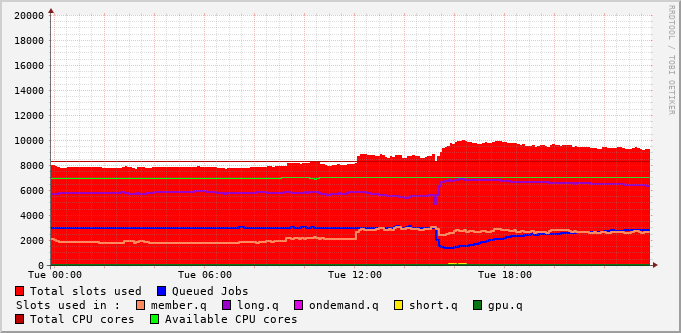 20000
18000
16000
14000
12000
10000
8000
6000
4000
2000
0
Tue 00:00 Tue 06:00 Tue 12:00 Tue 18:00
RRDTOOL / TOBI OETIKER
Total slots used Queued Jobs
Slots used in : member.q long.q ondemand.q short.q gpu.q
Total CPU cores Available CPU cores